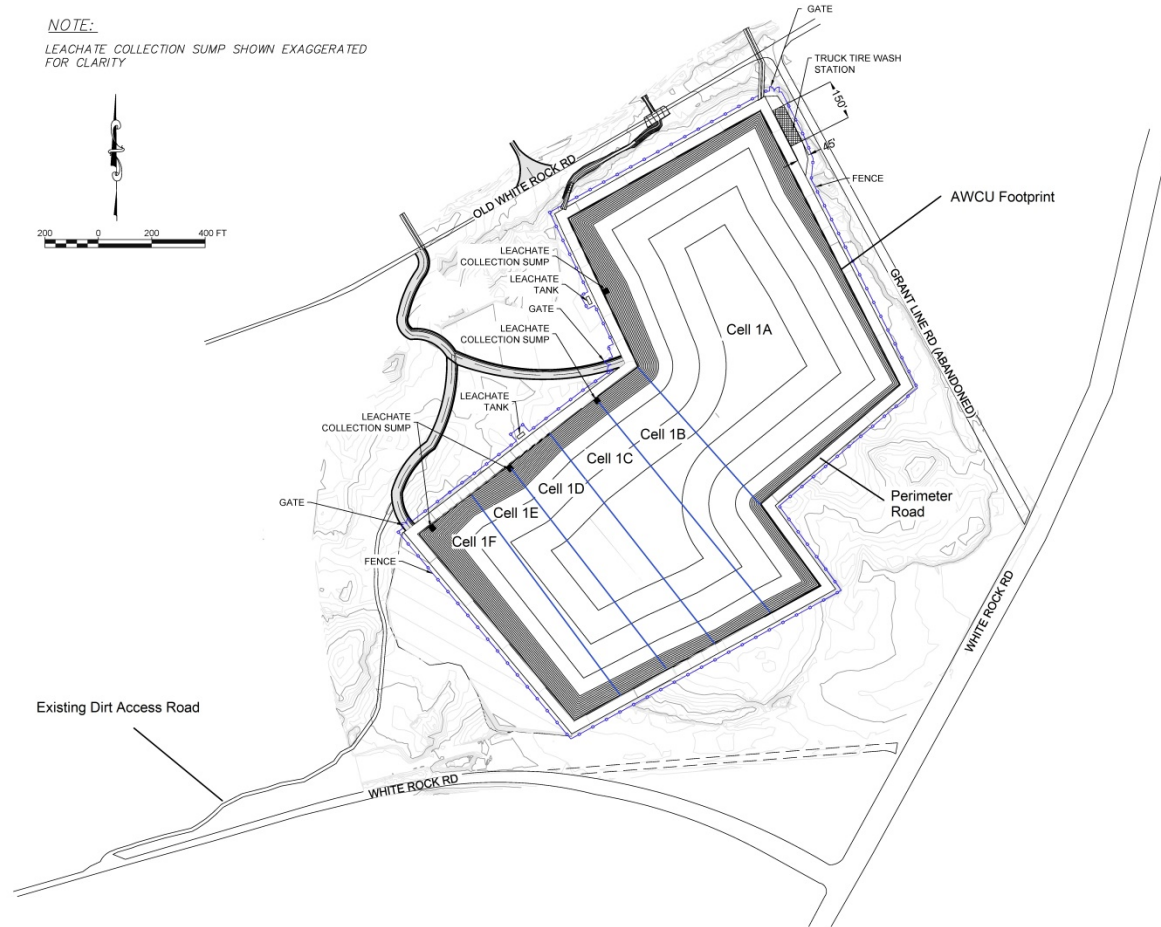 NOTE:
LEACHATE COLLECTION SUMP SHOWN EXAGGERATED
FOR CLARITY
200 0 200 400 FT
GATE
TRUCK TIRE WASH
STATION
150'
46'
FENCE
AWCU Footprint
OLD WHITE ROCK RD
LEACHATE
COLLECTION SUMP
LEACHATE
TANK
GATE
LEACHATE
COLLECTION SUMP
GRANT LINE RD (ABANDONED)
Cell 1A
LEACHATE
TANK
LEACHATE
COLLECTION SUMP
Cell 1B
Cell 1C
Cell 1D
Cell 1E
Cell 1F
GATE
FENCE
Perimeter
Road
WHITE ROCK RD
Existing Dirt Access Road
WHITE ROCK RD